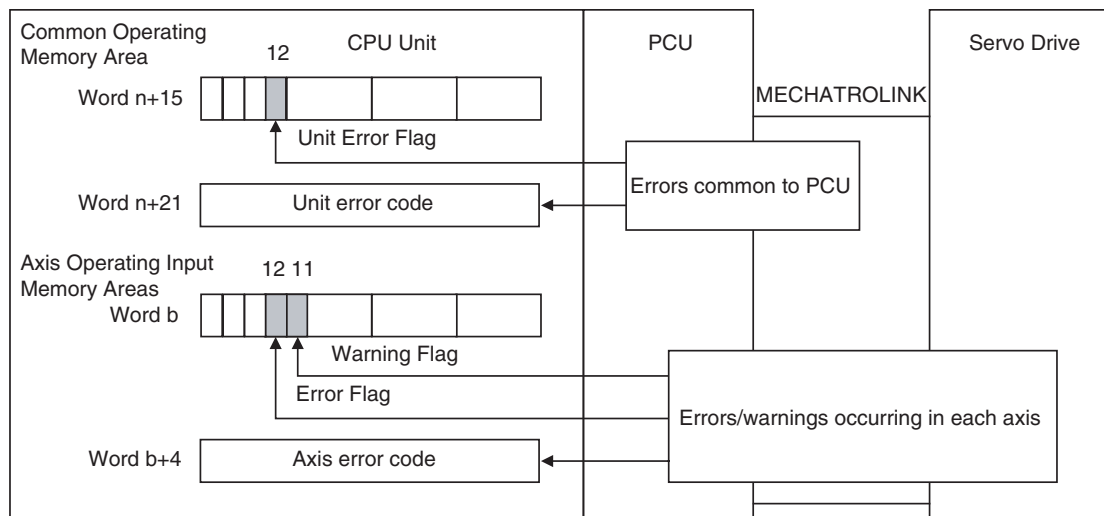 Common Operating
Memory Area
CPU Unit
PCU
Servo Drive
12
Word n+15
MECHATROLINK
Unit Error Flag
Errors common to PCU
Word n+21
Unit error code
Axis Operating Input
Memory Areas
12 11
Word b
Warning Flag
Error Flag
Errors/warnings occurring in each axis
Word b+4
Axis error code